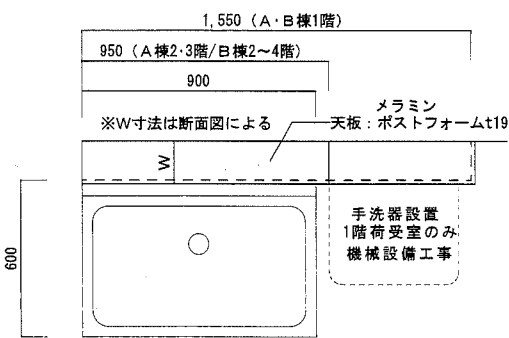 1,550（A・B棟1階）
950（A棟2・3階/B棟2～4階）
900
※W寸法は断面図による
メラミン
天板：ポストフォームt19
W
手洗器設置
1階荷受室のみ
機械設備工事
600